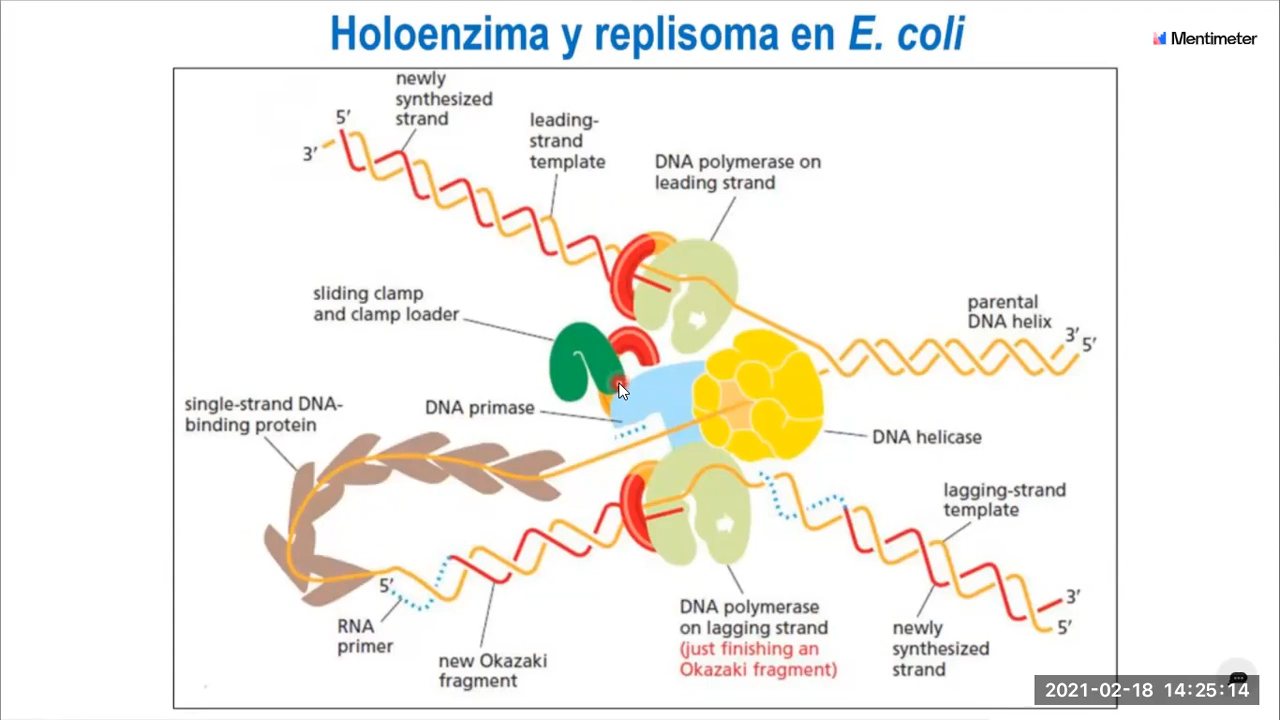 Holoenzima y replisoma en E. coli
Mentimeter
newly
synthesized
strand
5′
3′
leading-
strand
template
DNA polymerase on
leading strand
sliding clamp
and clamp loader
parental
DNA helix
3′
5′
single-strand DNA-
binding protein
DNA primase
DNA helicase
lagging-strand
template
5′
RNA
primer
new Okazaki
fragment
DNA polymerase
on lagging strand
(just finishing an
Okazaki fragment)
newly
synthesized
strand
3′
5′
2021-02-18 14:25:14